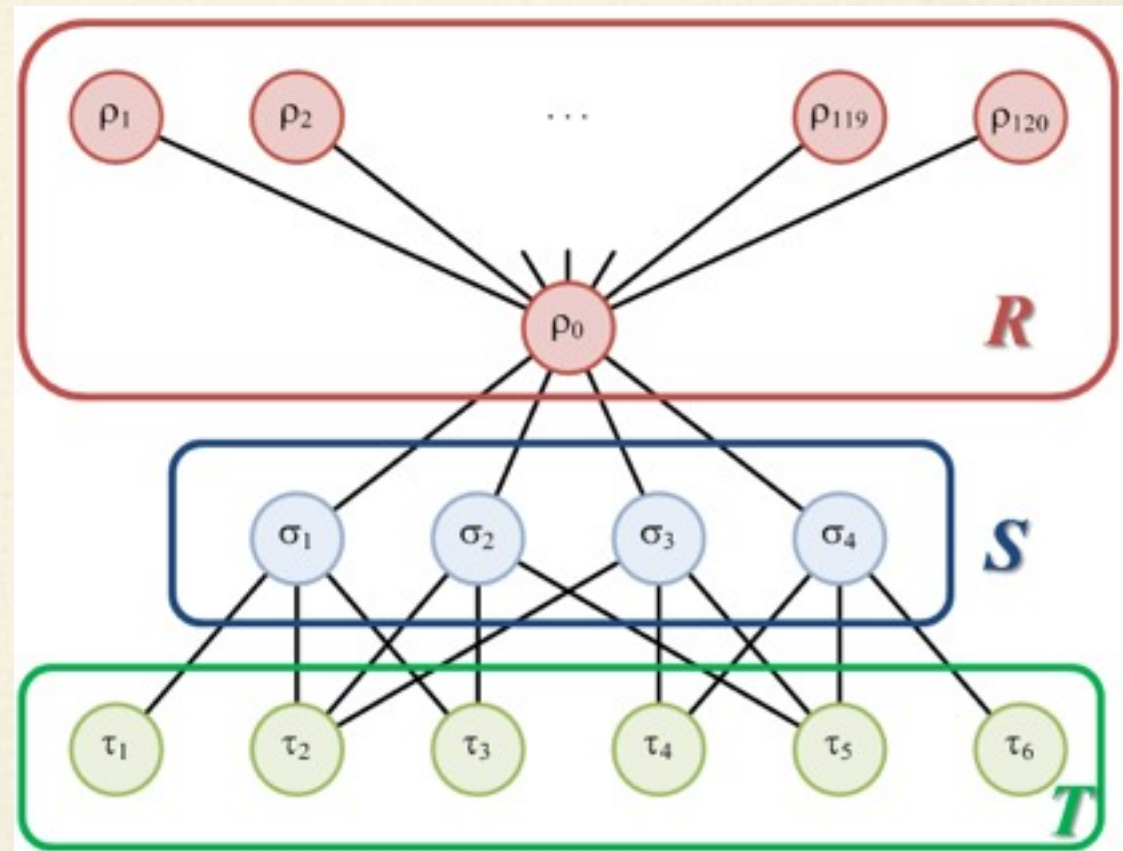 ρ₁ ρ₂ ... ρ₁₁₉ ρ₁₂₀
ρ₀
R
σ₁ σ₂ σ₃ σ₄
S
τ₁ τ₂ τ₃ τ₄ τ₅ τ₆
T